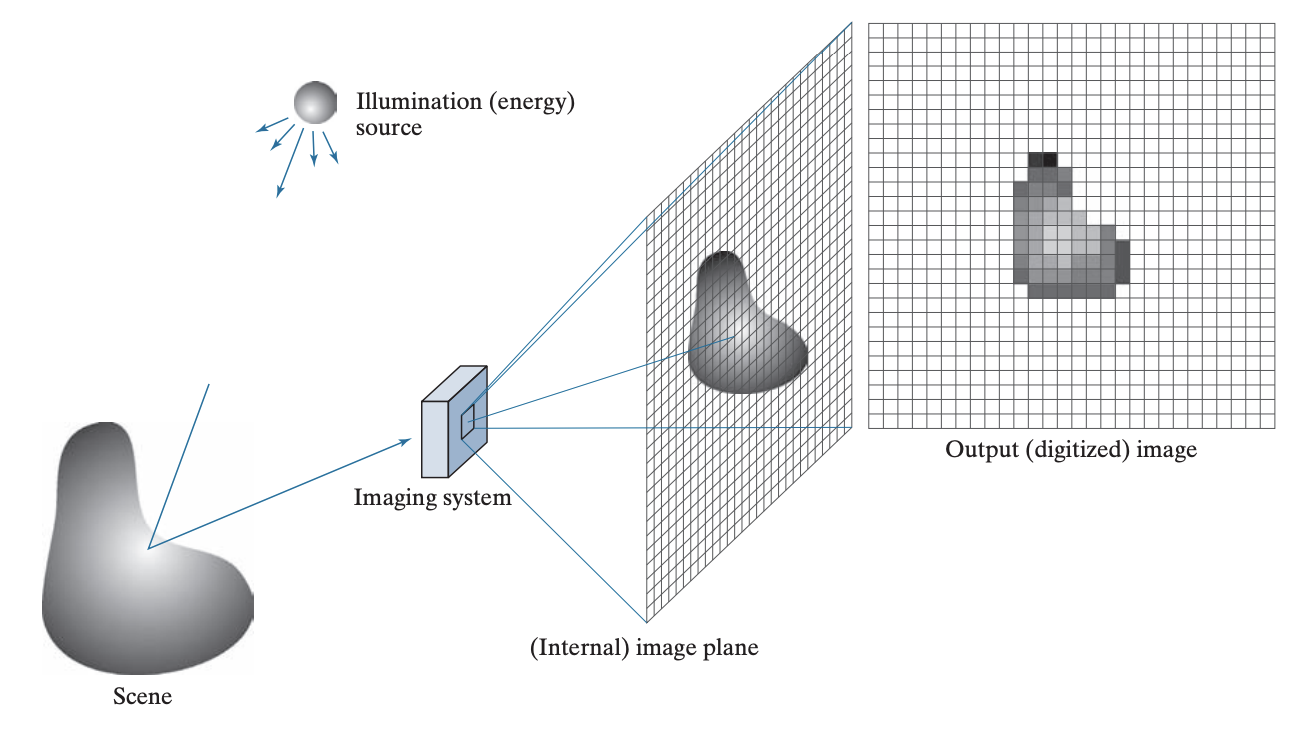 Illumination (energy)
source
Output (digitized) image
Imaging system
(Internal) image plane
Scene